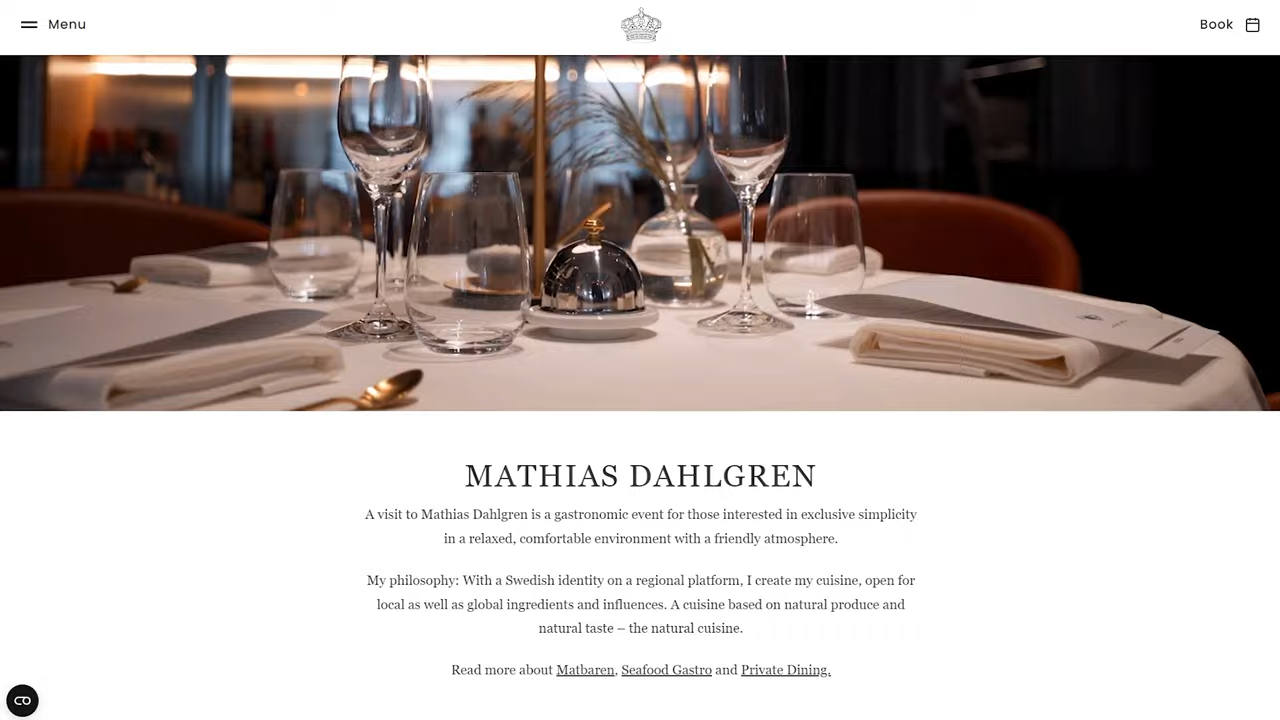 Menu
Book
MATHIAS DAHLGREN
A visit to Mathias Dahlgren is a gastronomic event for those interested in exclusive simplicity
in a relaxed, comfortable environment with a friendly atmosphere.
My philosophy: With a Swedish identity on a regional platform, I create my cuisine, open for
local as well as global ingredients and influences. A cuisine based on natural produce and
natural taste – the natural cuisine.
Read more about Matbaren, Seafood Gastro and Private Dining.